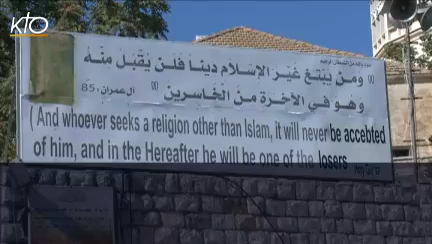 KTO
ومن يبتغ غير الإسلام دينا فلن يقبل منه
وهو في الآخرة من الخاسرين
آل عمران، 85
( And whoever seeks a religion other than Islam, it will never be accebted
of him, and in the Hereafter he will be one of the losers